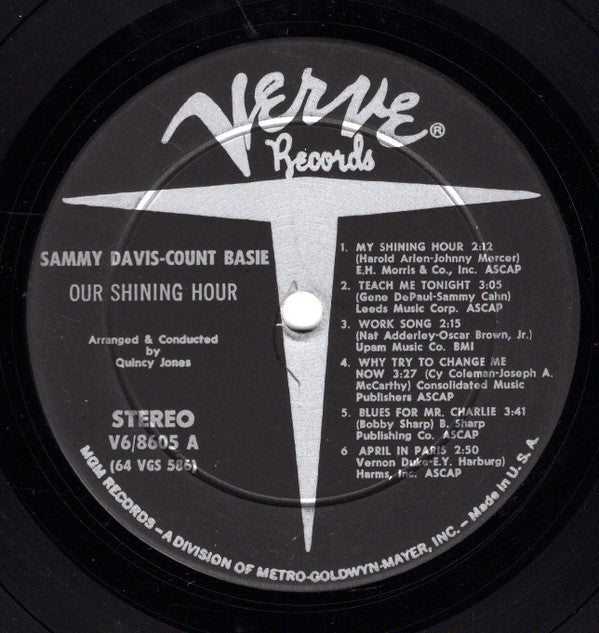 Verve®
Records
SAMMY DAVIS-COUNT BASIE
OUR SHINING HOUR
Arranged & Conducted
by
Quincy Jones
STEREO
V6/8605 A
(64 VGS 586)
1. MY SHINING HOUR 2:12
(Harold Arlen-Johnny Mercer)
E.H. Morris & Co., Inc. ASCAP
2. TEACH ME TONIGHT 3:05
(Gene DePaul-Sammy Cahn)
Leeds Music Corp. ASCAP
3. WORK SONG 2:15
(Nat Adderley-Oscar Brown, Jr.)
Upam Music Co. BMI
4. WHY TRY TO CHANGE ME
NOW 3:27 (Cy Coleman-Joseph A.
McCarthy) Consolidated Music
Publishers ASCAP
5. BLUES FOR MR. CHARLIE 3:41
(Bobby Sharp) B. Sharp
Publishing Co. ASCAP
6 APRIL IN PARIS 2:50
Vernon Duke-E.Y. Harburg)
Harms, Inc. ASCAP
MGM RECORDS – A DIVISION OF METRO-GOLDWYN-MAYER, INC. – Made in U.S.A.